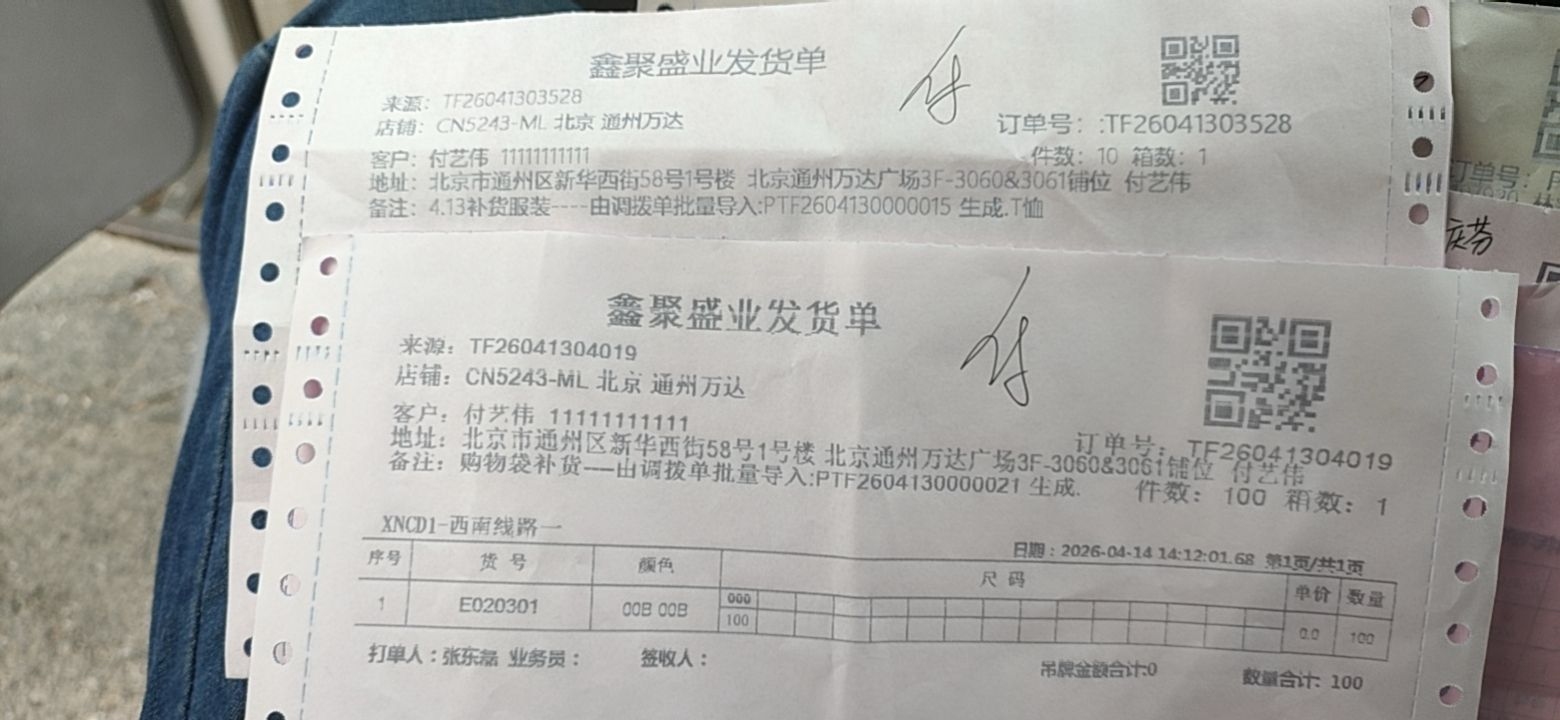 鑫聚盛业发货单
付
来源：TF26041303528
店铺：CN5243-ML 北京 通州万达
订单号：:TF26041303528
客户：付艺伟 11111111111
件数：10 箱数：1
地址：北京市通州区新华西街58号1号楼 北京通州万达广场3F-3060&3061铺位 付艺伟
备注：4.13补货服装----由调拨单批量导入:PTF2604130000015 生成.T恤
鑫聚盛业发货单
付
来源：TF26041304019
店铺：CN5243-ML 北京 通州万达
客户：付艺伟 11111111111
订单号：TF26041304019
地址：北京市通州区新华西街58号1号楼 北京通州万达广场3F-3060&3061铺位 付艺伟
备注：购物袋补货----由调拨单批量导入:PTF2604130000021 生成.
件数：100 箱数：1
XNCD1-西南线路一
日期：2026-04-14 14:12:01.68 第1页/共1页
序号 货号 颜色 尺码 单价 数量
000
1 E020301 00B 00B 100 0.0 100
打单人：张东磊 业务员： 签收人： 吊牌金额合计:0 数量合计: 100
订单号：
庆芬